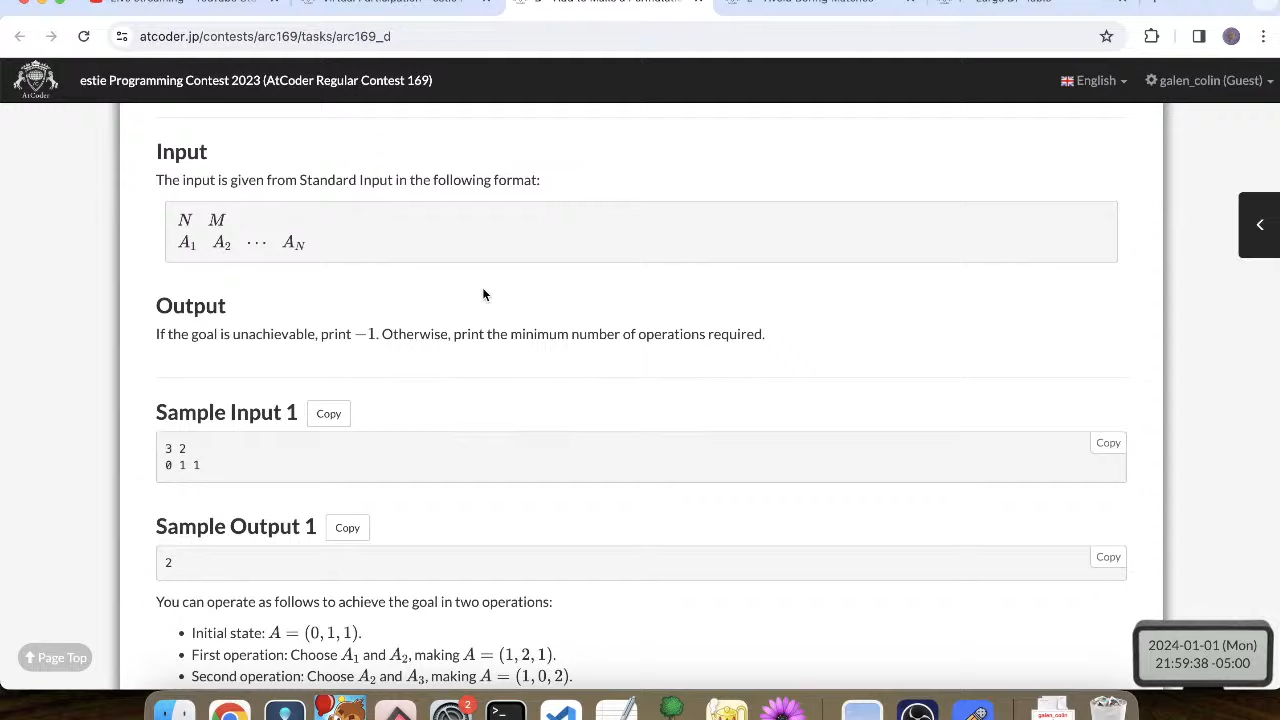 atcoder.jp/contests/arc169/tasks/arc169_d
AtCoder
estie Programming Contest 2023 (AtCoder Regular Contest 169)
English
galen_colin (Guest)
Input
The input is given from Standard Input in the following format:
N M
A1 A2 ⋯ AN
Output
If the goal is unachievable, print −1. Otherwise, print the minimum number of operations required.
Sample Input 1
Copy
Copy
3 2
0 1 1
Sample Output 1
Copy
Copy
2
You can operate as follows to achieve the goal in two operations:
• Initial state: A = (0, 1, 1).
• First operation: Choose A1 and A2, making A = (1, 2, 1).
• Second operation: Choose A2 and A3, making A = (1, 0, 2).
Page Top
2024-01-01 (Mon)
21:59:38 -05:00
2
galen_colin